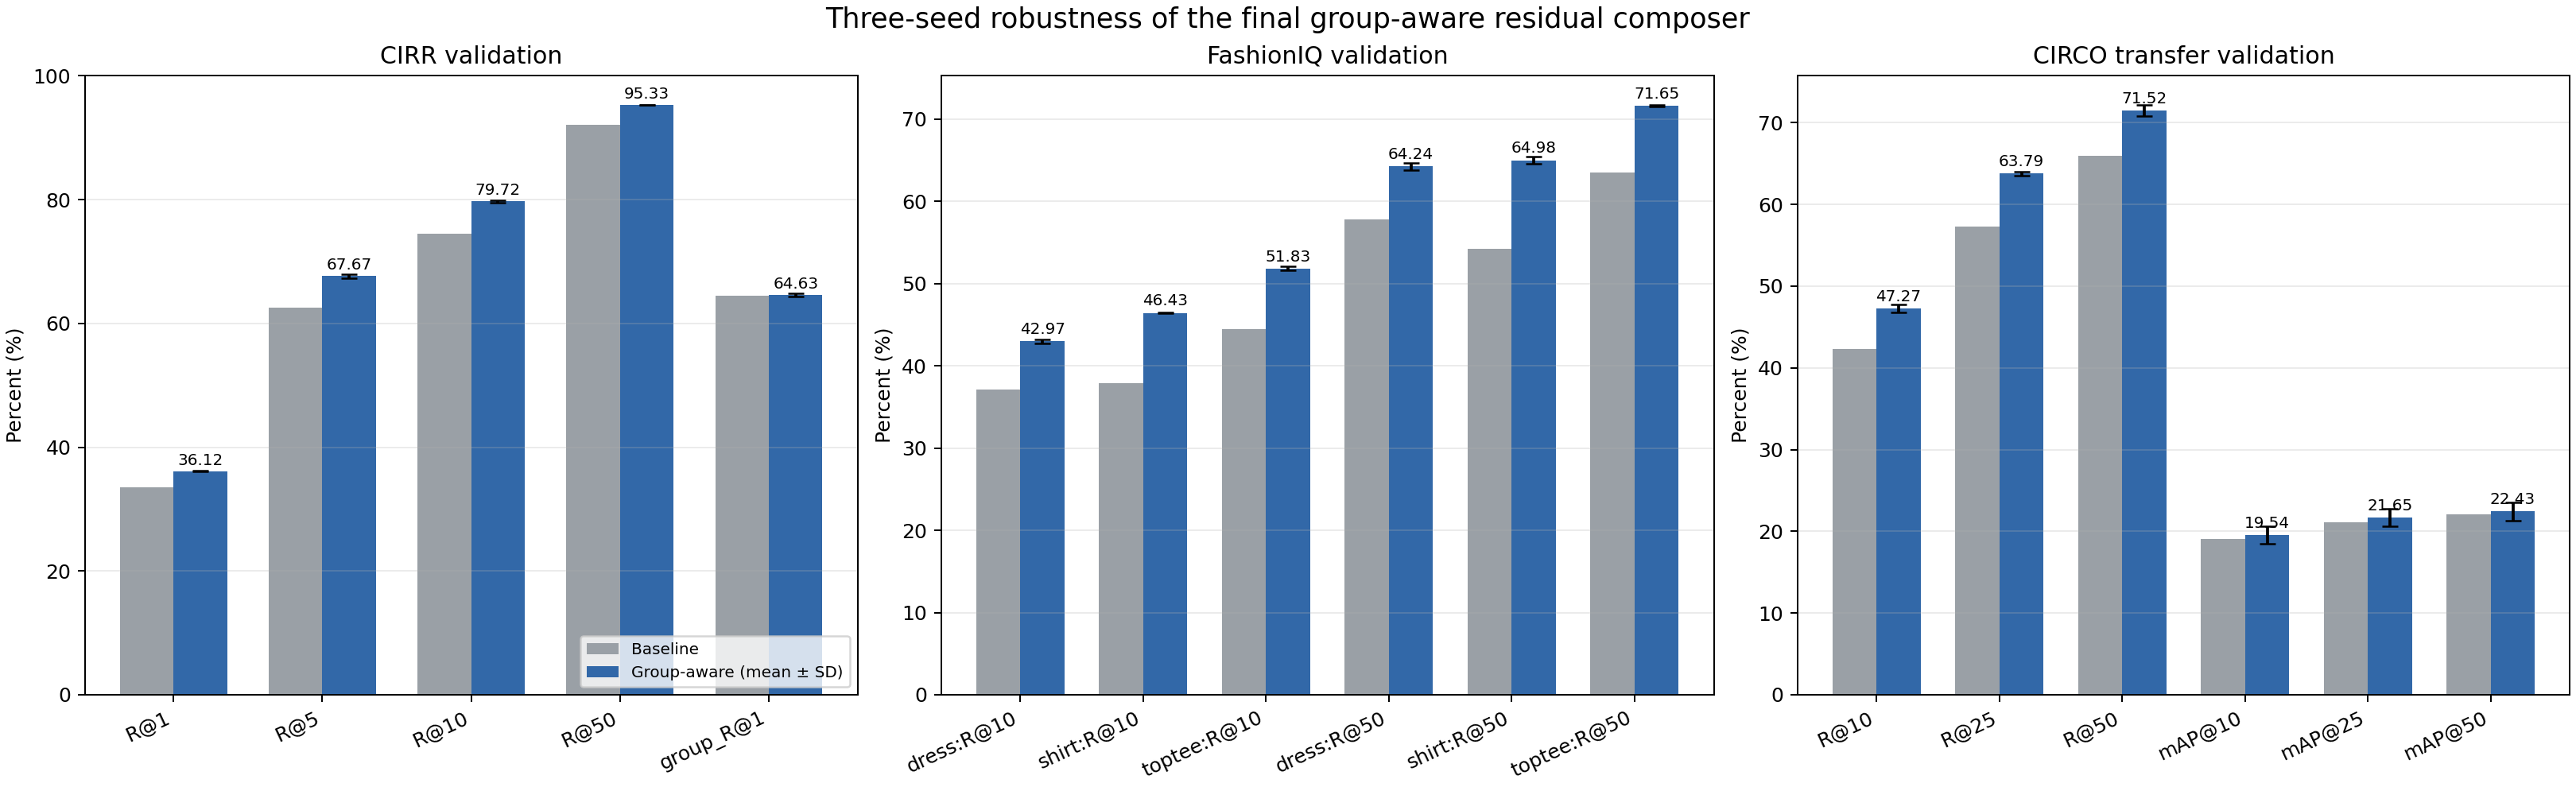 Three-seed robustness of the final group-aware residual composer
CIRR validation
Percent (%)
100
80
60
40
20
0
36.12
67.67
79.72
95.33
64.63
R@1
R@5
R@10
R@50
group_R@1
Baseline
Group-aware (mean ± SD)
FashionIQ validation
Percent (%)
70
60
50
40
30
20
10
0
42.97
46.43
51.83
64.24
64.98
71.65
dress:R@10
shirt:R@10
toptee:R@10
dress:R@50
shirt:R@50
toptee:R@50
CIRCO transfer validation
Percent (%)
70
60
50
40
30
20
10
0
47.27
63.79
71.52
19.54
21.65
22.43
R@10
R@25
R@50
mAP@10
mAP@25
mAP@50